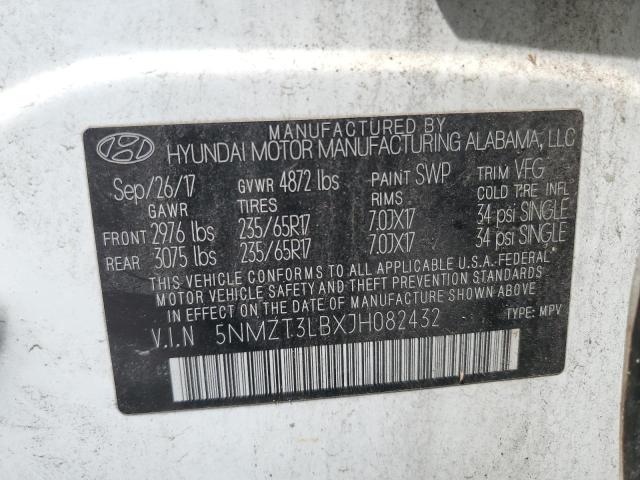 MANUFACTURED BY
HYUNDAI MOTOR MANUFACTURING ALABAMA, LLC
Sep/26/17 GVWR 4872 lbs PAINT SWP TRIM VFG
GAWR TIRES RIMS COLD TIRE INFL
FRONT 2976 lbs 235/65R17 7.0JX17 34 psi SINGLE
REAR 3075 lbs 235/65R17 7.0JX17 34 psi SINGLE
THIS VEHICLE CONFORMS TO ALL APPLICABLE U.S.A. FEDERAL
MOTOR VEHICLE SAFETY, BUMPER, AND THEFT PREVENTION STANDARDS
IN EFFECT ON THE DATE OF MANUFACTURE SHOWN ABOVE.
V.I.N 5NMZT3LBXJH082432 TYPE: MPV